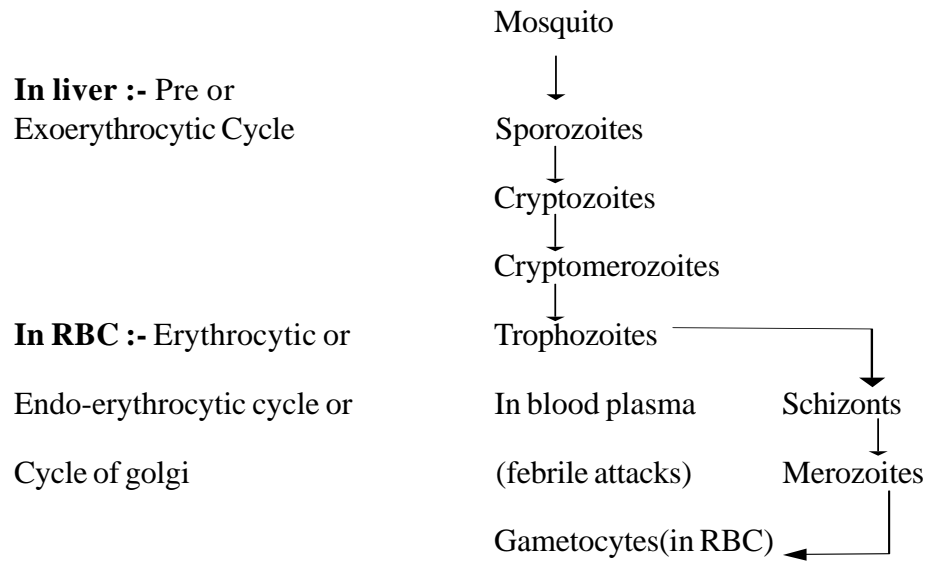 Mosquito
In liver :- Pre or
Exoerythrocytic Cycle Sporozoites
Cryptozoites
Cryptomerozoites
In RBC :- Erythrocytic or Trophozoites
Endo-erythrocytic cycle or In blood plasma Schizonts
Cycle of golgi (febrile attacks) Merozoites
Gametocytes(in RBC)